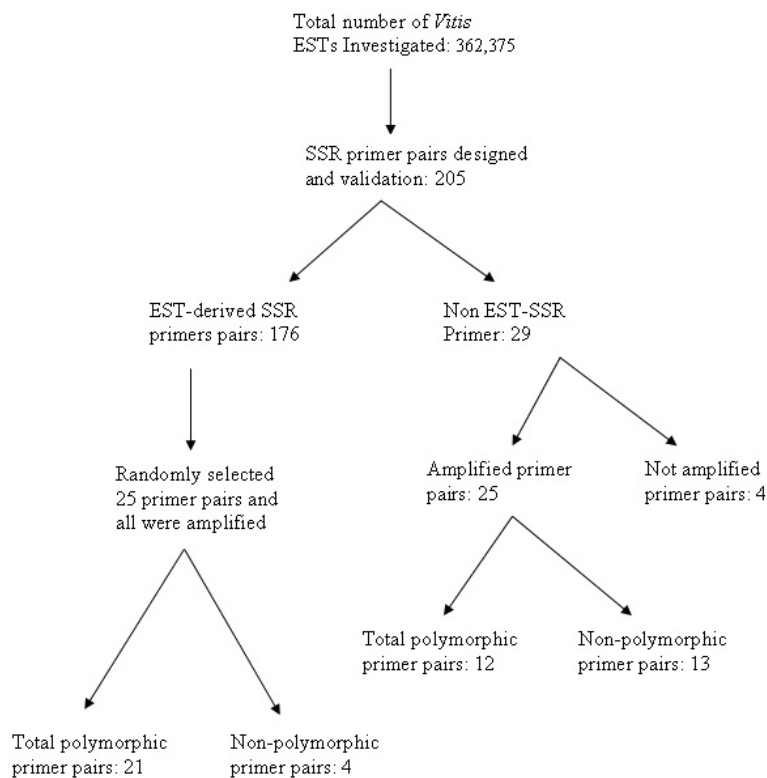 Total number of Vitis
ESTs Investigated: 362,375
SSR primer pairs designed
and validation: 205
EST-derived SSR
primers pairs: 176
Non EST-SSR
Primer: 29
Randomly selected
25 primer pairs and
all were amplified
Amplified primer
pairs: 25
Not amplified
primer pairs: 4
Total polymorphic
primer pairs: 12
Non-polymorphic
primer pairs: 13
Total polymorphic
primer pairs: 21
Non-polymorphic
primer pairs: 4